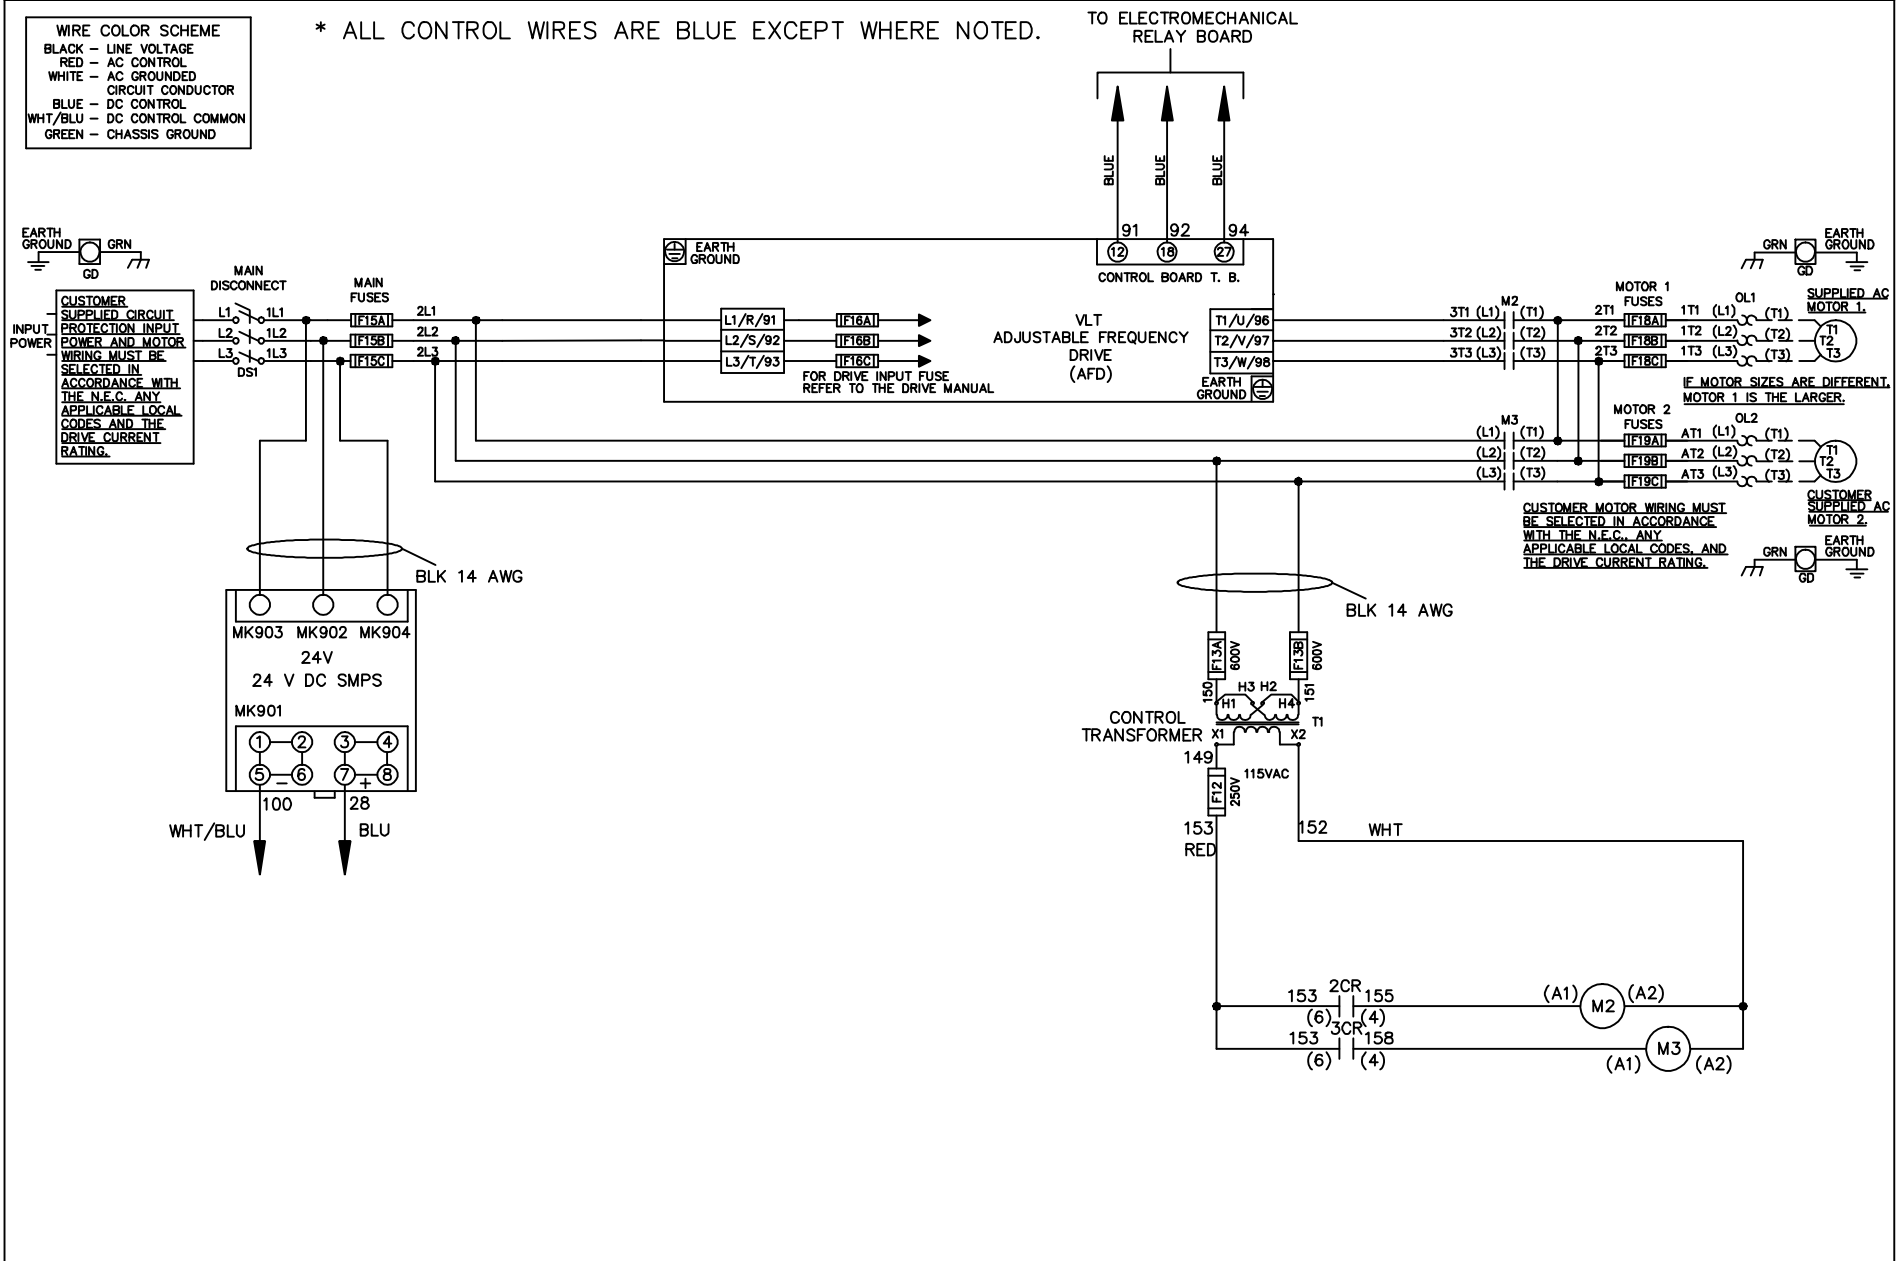 WIRE COLOR SCHEME
BLACK – LINE VOLTAGE
RED – AC CONTROL
WHITE – AC GROUNDED
CIRCUIT CONDUCTOR
BLUE – DC CONTROL
WHT/BLU – DC CONTROL COMMON
GREEN – CHASSIS GROUND
* ALL CONTROL WIRES ARE BLUE EXCEPT WHERE NOTED.
TO ELECTROMECHANICAL
RELAY BOARD
BLUE
BLUE
BLUE
91
92
94
12
18
27
CONTROL BOARD T. B.
EARTH
GROUND
GRN
GD
INPUT
POWER
CUSTOMER
SUPPLIED CIRCUIT
PROTECTION INPUT
POWER AND MOTOR
WIRING MUST BE
SELECTED IN
ACCORDANCE WITH
THE N.E.C. ANY
APPLICABLE LOCAL
CODES AND THE
DRIVE CURRENT
RATING.
MAIN
DISCONNECT
L1
1L1
L2
1L2
L3
1L3
DS1
MAIN
FUSES
F15A
F15B
F15C
2L1
2L2
2L3
EARTH
GROUND
L1/R/91
L2/S/92
L3/T/93
F16A
F16B
F16C
FOR DRIVE INPUT FUSE
REFER TO THE DRIVE MANUAL
VLT
ADJUSTABLE FREQUENCY
DRIVE
(AFD)
T1/U/96
T2/V/97
T3/W/98
EARTH
GROUND
M2
3T1 (L1) (T1)
3T2 (L2) (T2)
3T3 (L3) (T3)
MOTOR 1
FUSES
2T1
2T2
2T3
F18A
F18B
F18C
OL1
1T1 (L1) (T1)
1T2 (L2) (T2)
1T3 (L3) (T3)
GRN
GD
EARTH
GROUND
SUPPLIED AC
MOTOR 1.
T1
T2
T3
IF MOTOR SIZES ARE DIFFERENT,
MOTOR 1 IS THE LARGER.
M3
(L1) (T1)
(L2) (T2)
(L3) (T3)
MOTOR 2
FUSES
F19A
F19B
F19C
OL2
AT1 (L1) (T1)
AT2 (L2) (T2)
AT3 (L3) (T3)
T1
T2
T3
CUSTOMER
SUPPLIED AC
MOTOR 2.
CUSTOMER MOTOR WIRING MUST
BE SELECTED IN ACCORDANCE
WITH THE N.E.C., ANY
APPLICABLE LOCAL CODES, AND
THE DRIVE CURRENT RATING.
GRN
GD
EARTH
GROUND
BLK 14 AWG
MK903 MK902 MK904
24V
24 V DC SMPS
MK901
1 2 3 4
5 6 7 8
– +
100
28
WHT/BLU
BLU
BLK 14 AWG
F13A
600V
F13B
600V
150
151
H1
H3 H2
H4
T1
CONTROL
TRANSFORMER
X1
X2
149
115VAC
F12
250V
153
RED
152
WHT
153
2CR
155
(6)
(4)
(A1)
M2
(A2)
153
3CR
158
(6)
(4)
(A1)
M3
(A2)